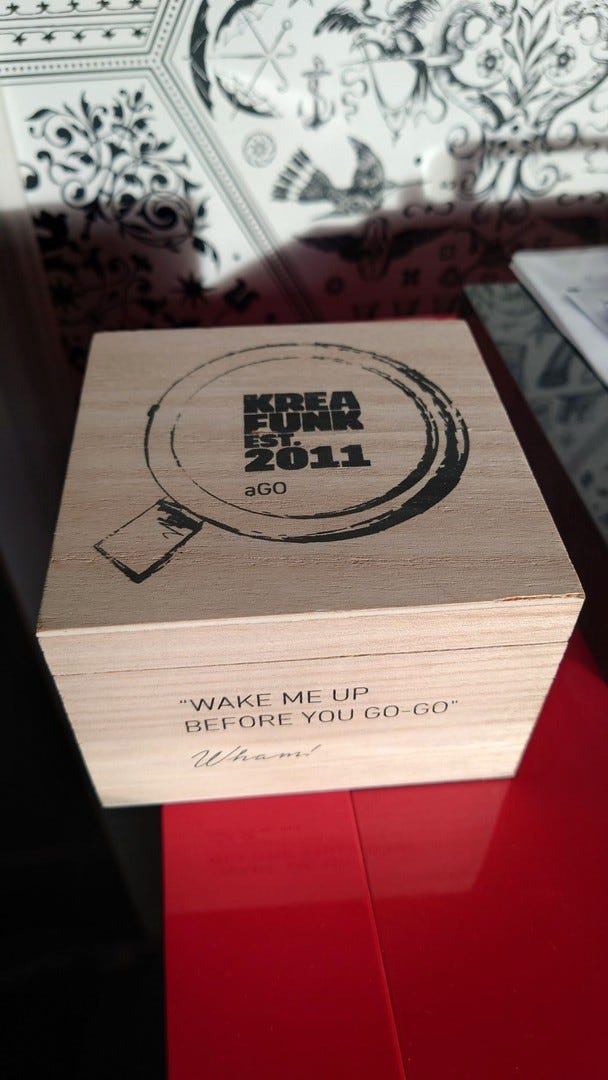 KREA
FUNK
EST.
2011
aGO
"WAKE ME UP
BEFORE YOU GO-GO"
Wham!